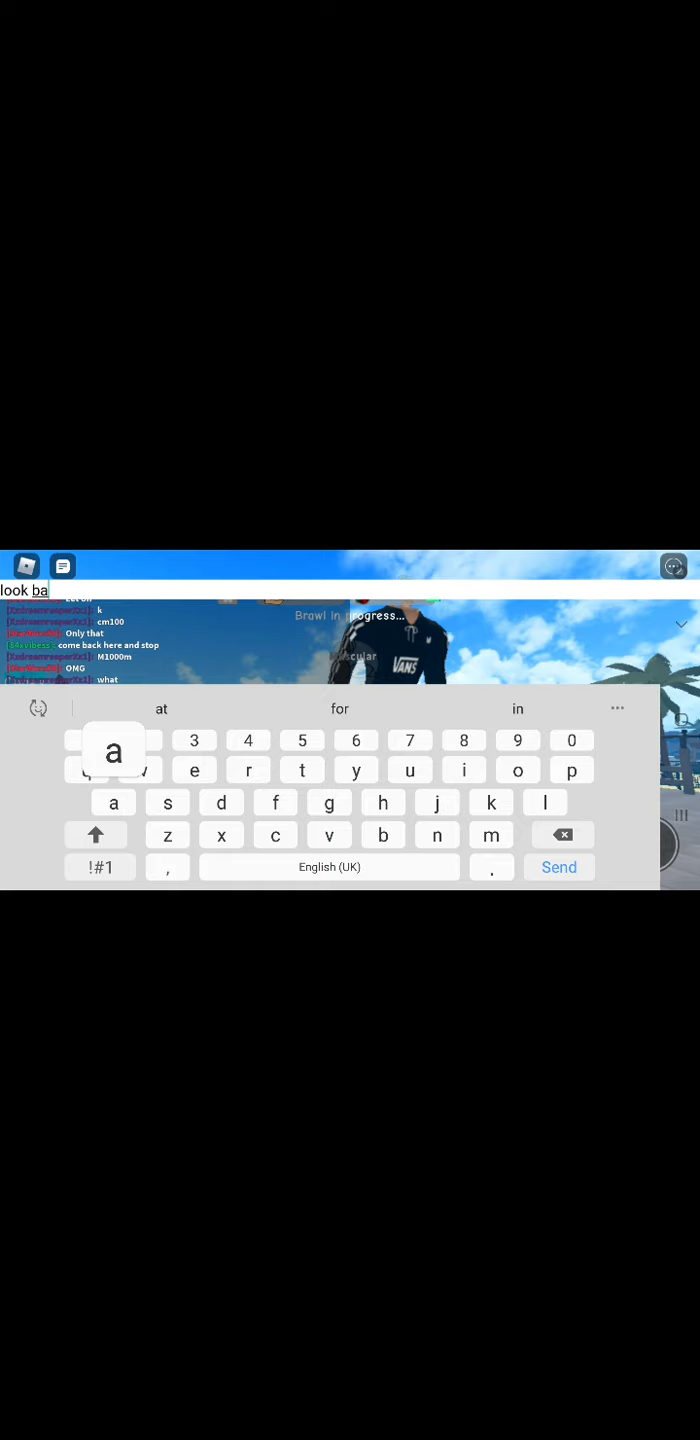 look ba
k
cm100
Only that
come back here and stop
M1000m
OMG
what
Brawl in progress...
VANS
at for in
a 3 4 5 6 7 8 9 0
e r t y u i o p
a s d f g h j k l
z x c v b n m
!#1 , English (UK) . Send